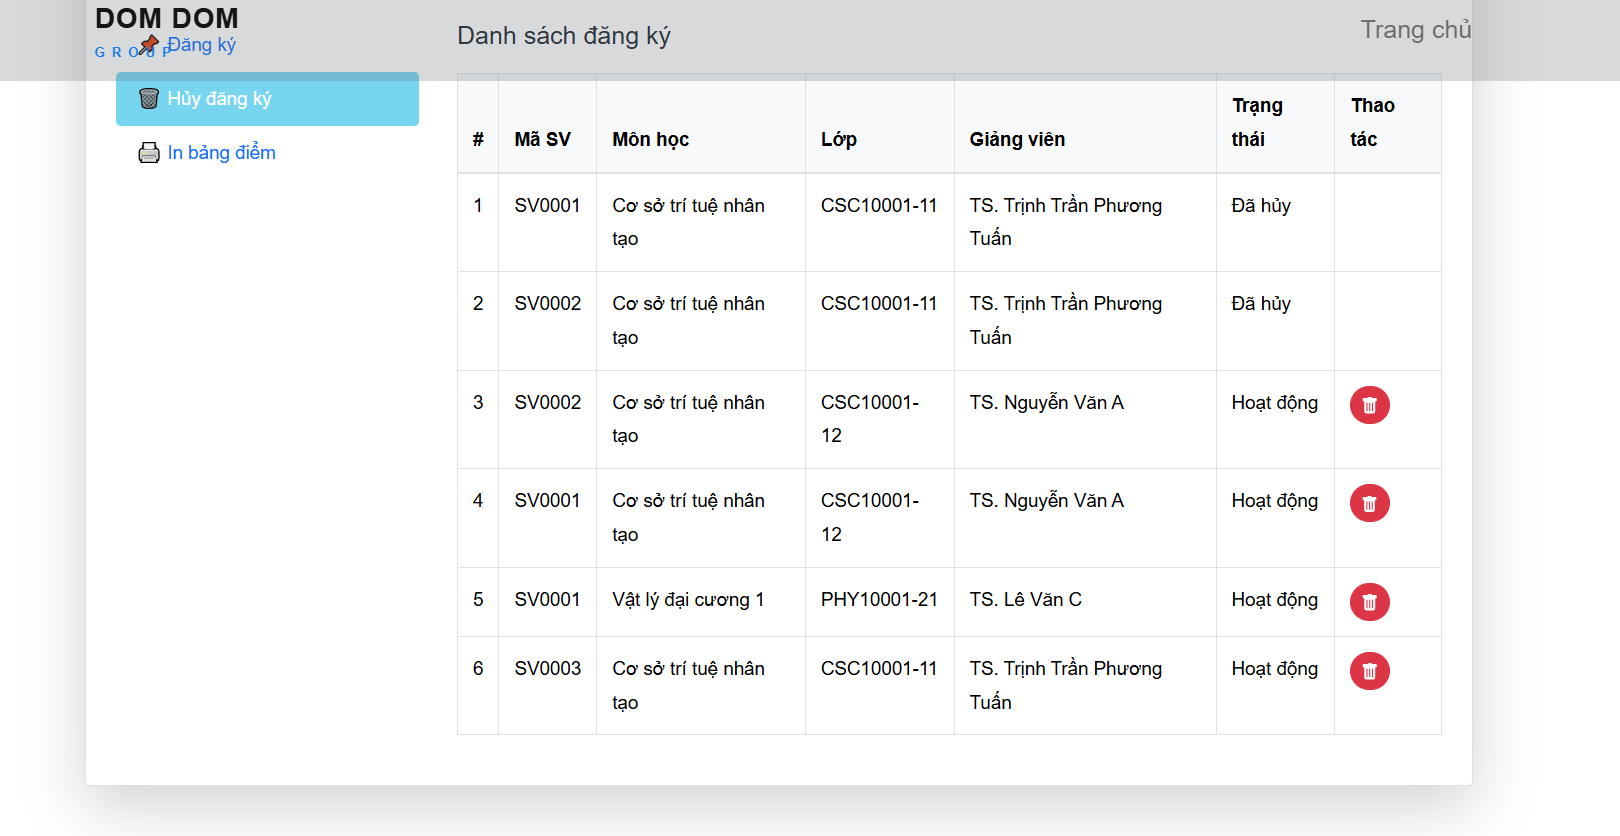 DOM DOM
GROUP
Đăng ký
Danh sách đăng ký
Trang chủ
Hủy đăng ký
In bảng điểm
# Mã SV Môn học Lớp Giảng viên Trạng thái Thao tác
1 SV0001 Cơ sở trí tuệ nhân tạo CSC10001-11 TS. Trịnh Trần Phương Tuấn Đã hủy
2 SV0002 Cơ sở trí tuệ nhân tạo CSC10001-11 TS. Trịnh Trần Phương Tuấn Đã hủy
3 SV0002 Cơ sở trí tuệ nhân tạo CSC10001-12 TS. Nguyễn Văn A Hoạt động
4 SV0001 Cơ sở trí tuệ nhân tạo CSC10001-12 TS. Nguyễn Văn A Hoạt động
5 SV0001 Vật lý đại cương 1 PHY10001-21 TS. Lê Văn C Hoạt động
6 SV0003 Cơ sở trí tuệ nhân tạo CSC10001-11 TS. Trịnh Trần Phương Tuấn Hoạt động